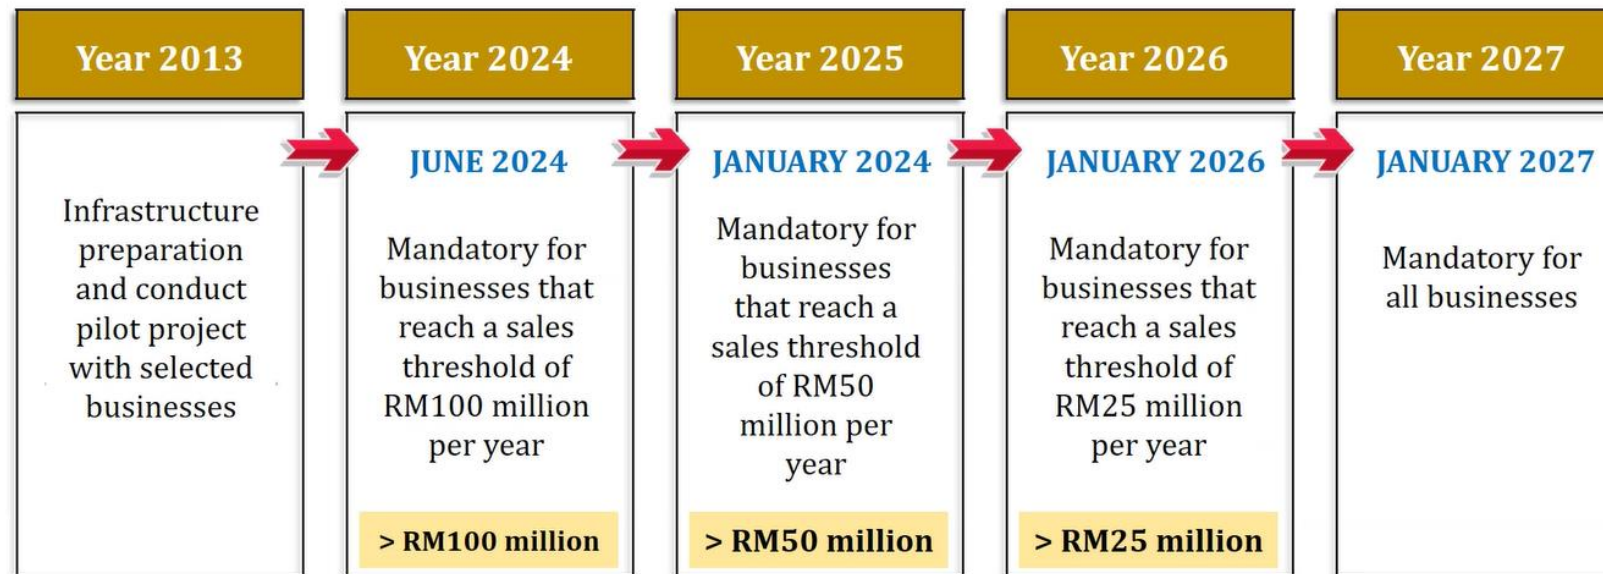 Year 2013
Infrastructure
preparation
and conduct
pilot project
with selected
businesses
Year 2024
JUNE 2024
Mandatory for
businesses that
reach a sales
threshold of
RM100 million
per year
> RM100 million
Year 2025
JANUARY 2024
Mandatory for
businesses
that reach a
sales threshold
of RM50
million per
year
> RM50 million
Year 2026
JANUARY 2026
Mandatory for
businesses that
reach a sales
threshold of
RM25 million
per year
> RM25 million
Year 2027
JANUARY 2027
Mandatory for
all businesses